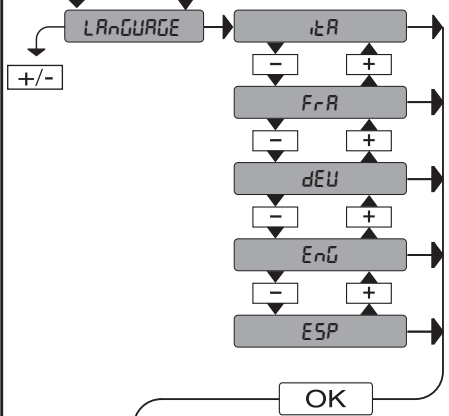 LAnGUAGE
itA
+/-
- +
FrA
- +
dEU
- +
EnG
- +
ESP
OK